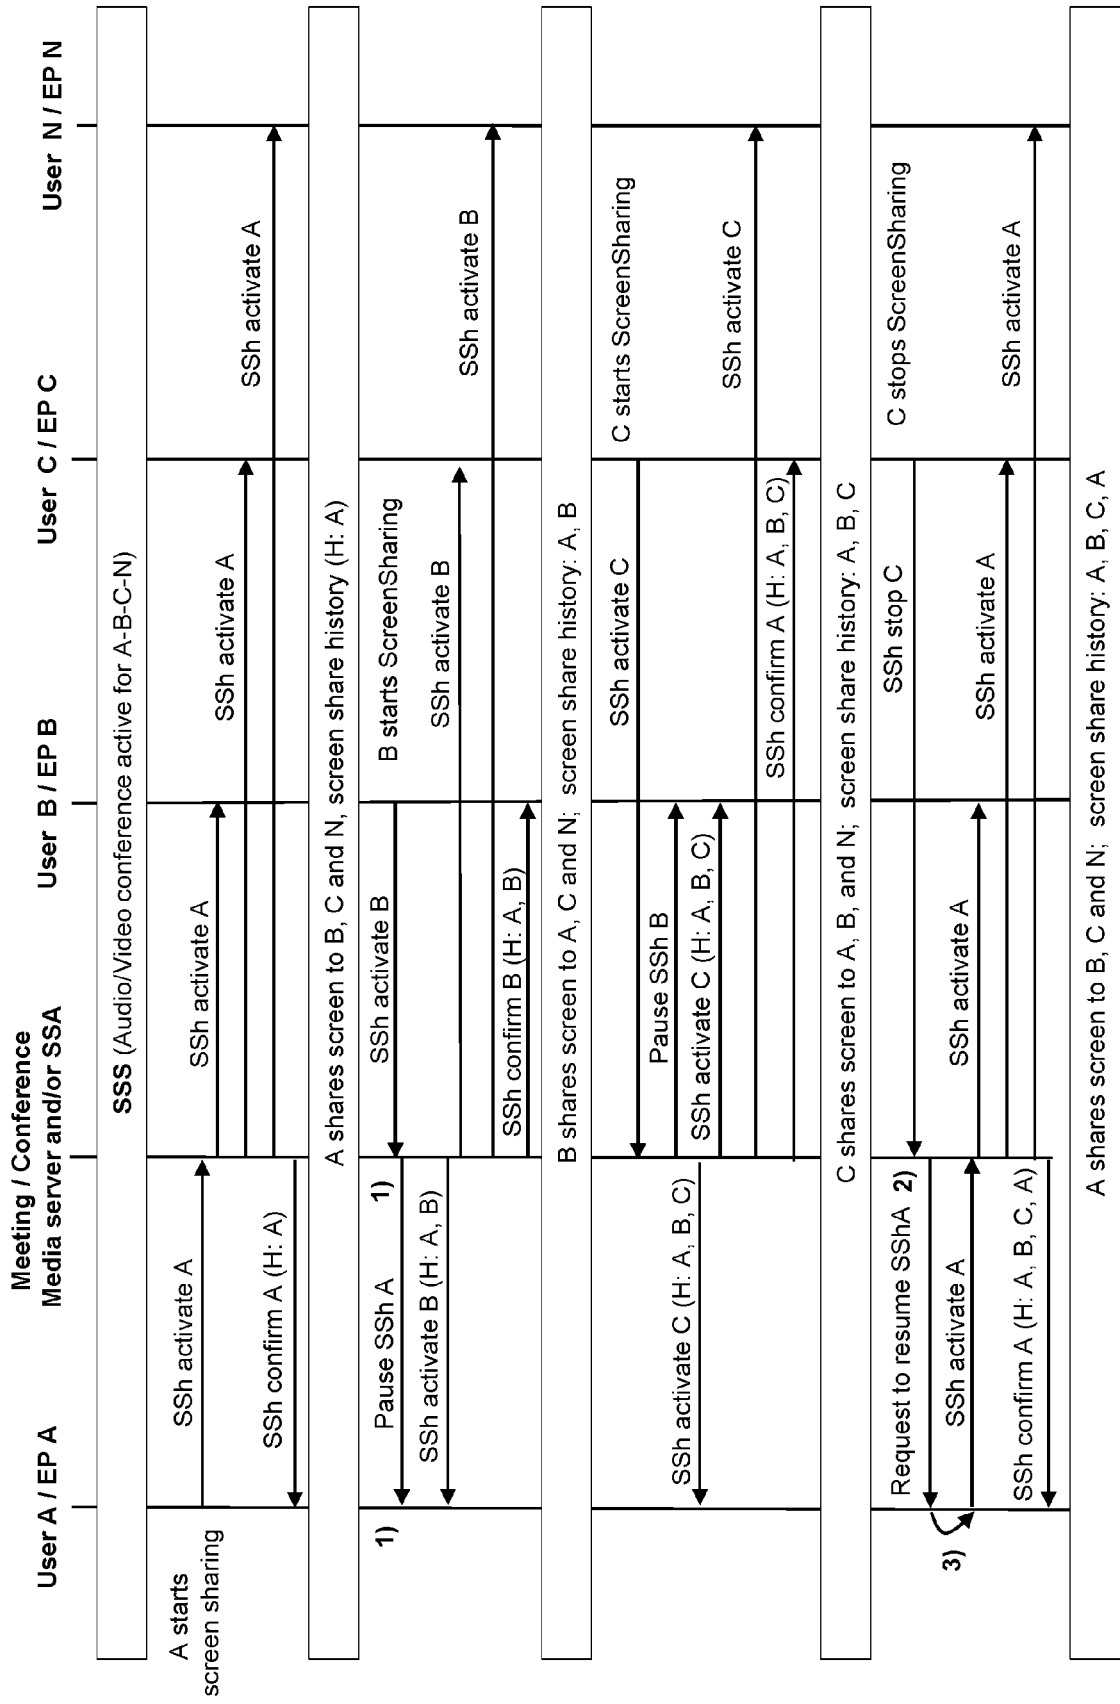 User A / EP A
Meeting / Conference
Media server and/or SSA
User B / EP B
User C / EP C
User N / EP N
SSS (Audio/Video conference active for A-B-C-N)
A starts
screen sharing
SSh activate A
SSh activate A
SSh activate A
SSh activate A
SSh confirm A (H: A)
A shares screen to B, C and N, screen share history (H: A)
B starts ScreenSharing
SSh activate B
1)
1)
Pause SSh A
SSh activate B (H: A, B)
SSh activate B
SSh activate B
SSh confirm B (H: A, B)
B shares screen to A, C and N; screen share history: A, B
C starts ScreenSharing
SSh activate C
Pause SSh B
SSh activate C (H: A, B, C)
SSh activate C (H: A, B, C)
SSh activate C
SSh confirm A (H: A, B, C)
C shares screen to A, B, and N; screen share history: A, B, C
C stops ScreenSharing
SSh stop C
Request to resume SShA 2)
3)
SSh activate A
SSh activate A
SSh activate A
SSh activate A
SSh confirm A (H: A, B, C, A)
A shares screen to B, C and N; screen share history: A, B, C, A